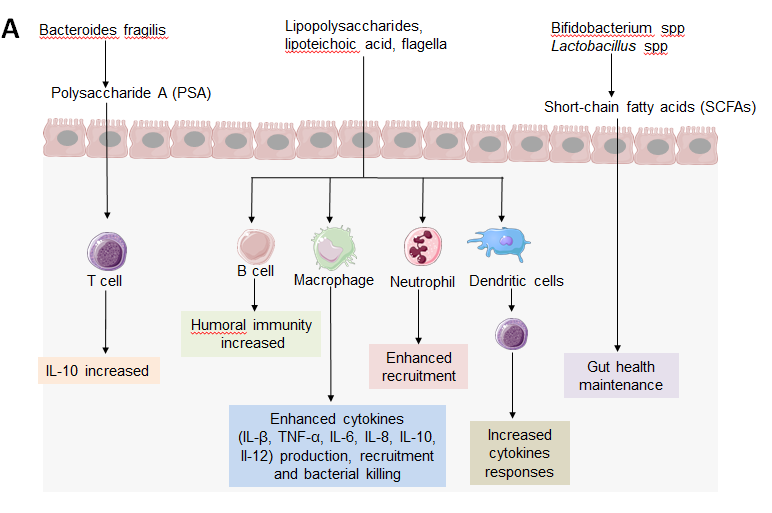 A
Bacteroides fragilis
Polysaccharide A (PSA)
Lipopolysaccharides,
lipoteichoic acid, flagella
Bifidobacterium spp
Lactobacillus spp
Short-chain fatty acids (SCFAs)
T cell
B cell
Macrophage
Neutrophil
Dendritic cells
IL-10 increased
Humoral immunity
increased
Enhanced
recruitment
Gut health
maintenance
Enhanced cytokines
(IL-β, TNF-α, IL-6, IL-8, IL-10,
Il-12) production, recruitment
and bacterial killing
Increased
cytokines
responses